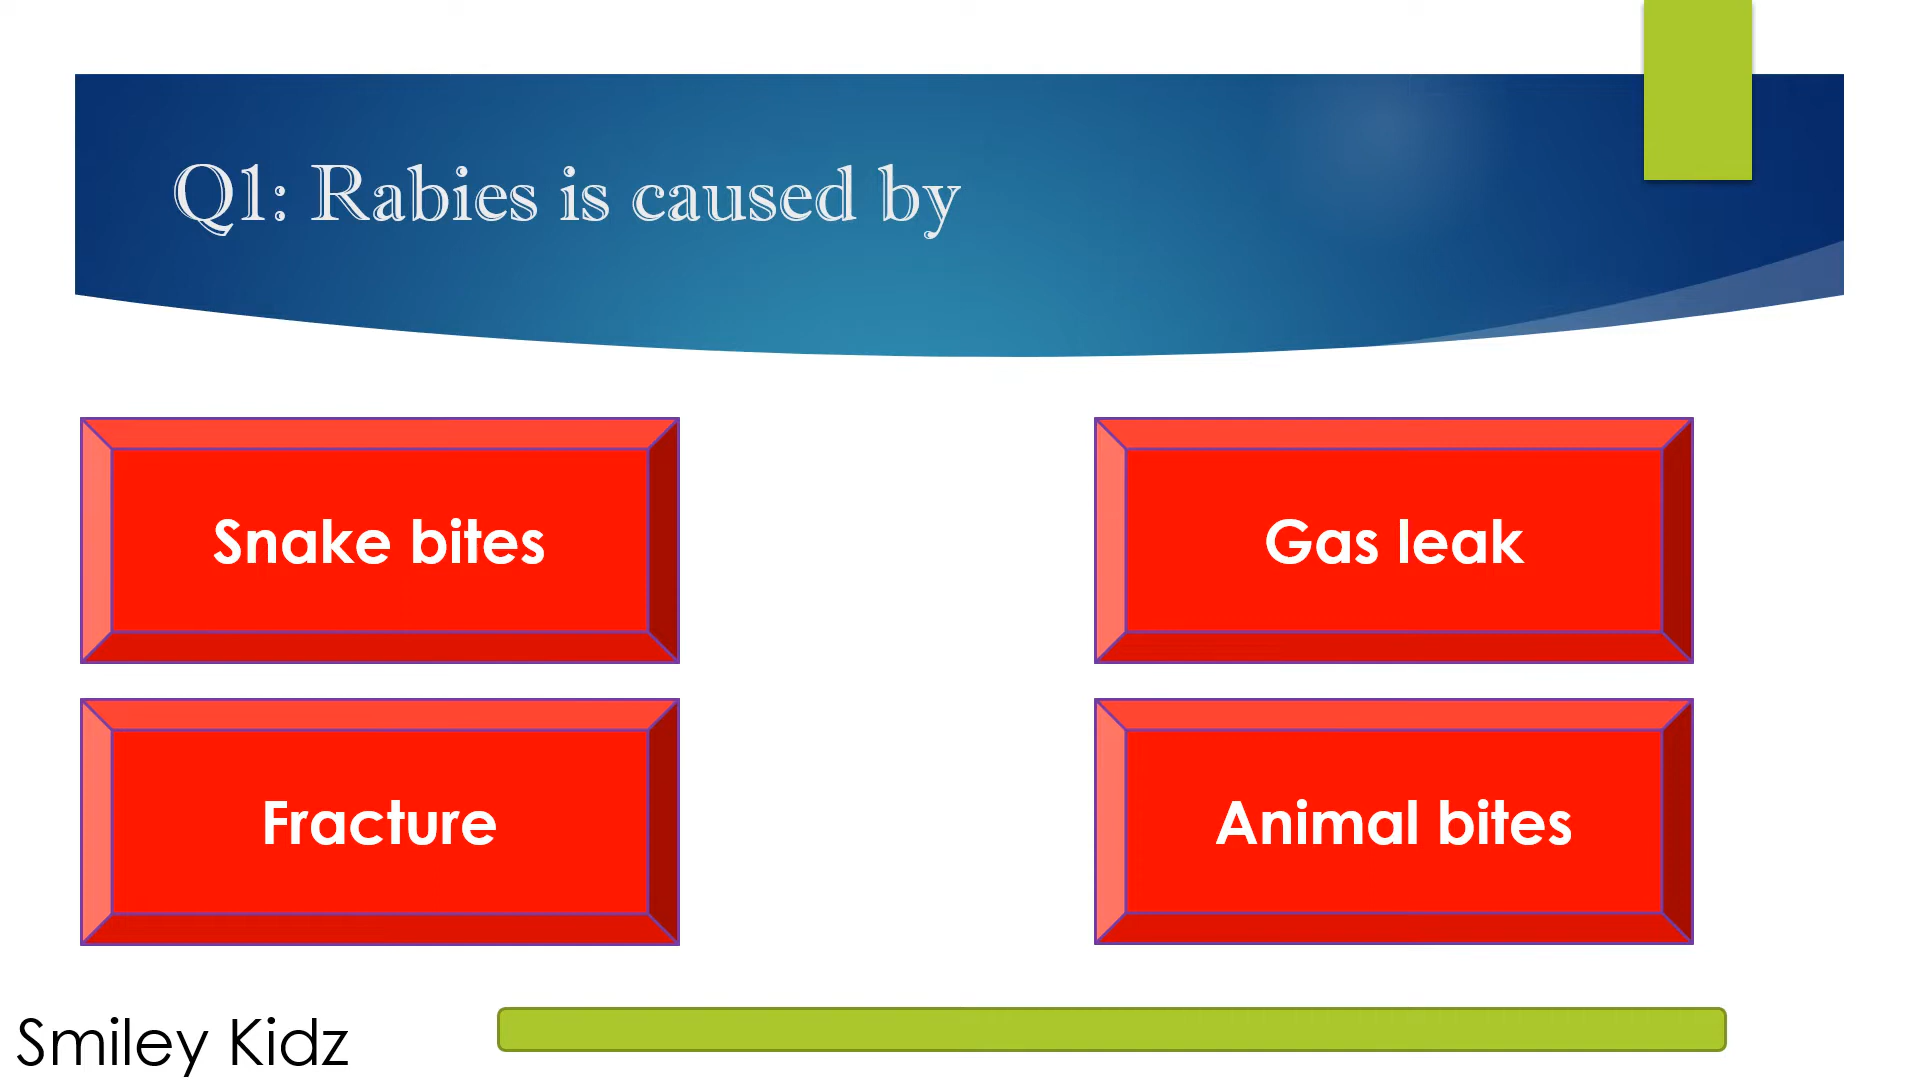 Q1: Rabies is caused by
Snake bites
Gas leak
Fracture
Animal bites
Smiley Kidz